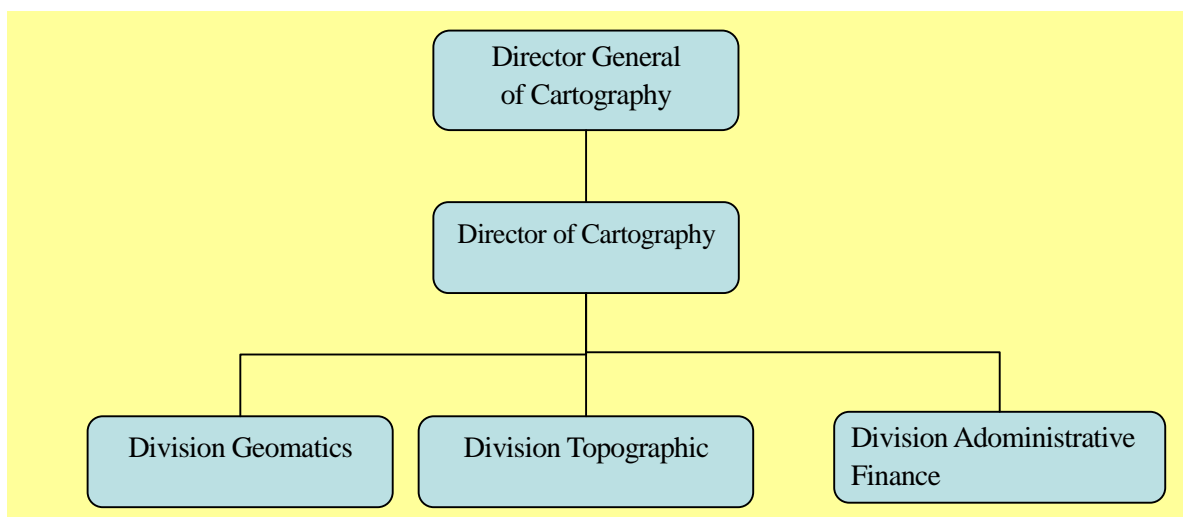 Director General
of Cartography
Director of Cartography
Division Geomatics
Division Topographic
Division Adoministrative
Finance